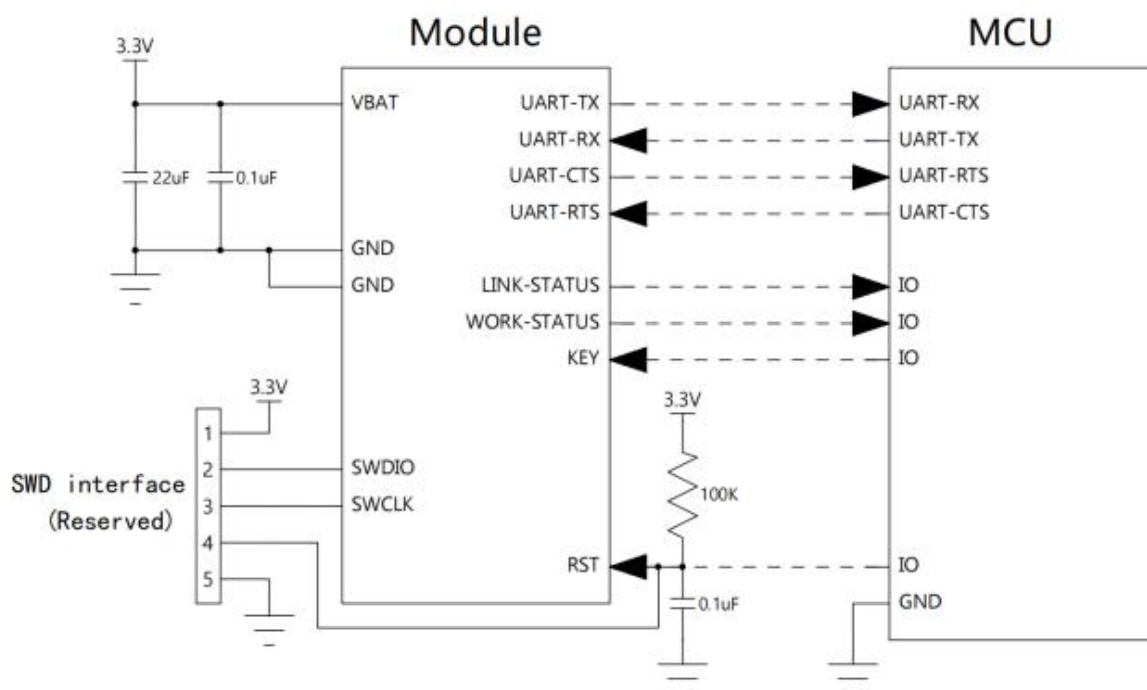 Module
MCU
3.3V
VBAT
UART-TX
UART-RX
UART-RX
UART-TX
22uF
0.1uF
UART-CTS
UART-RTS
UART-RTS
UART-CTS
GND
GND
LINK-STATUS
IO
WORK-STATUS
IO
KEY
IO
3.3V
3.3V
1
2
SWDIO
SWD interface
(Reserved)
3
SWCLK
100K
4
5
RST
IO
0.1uF
GND